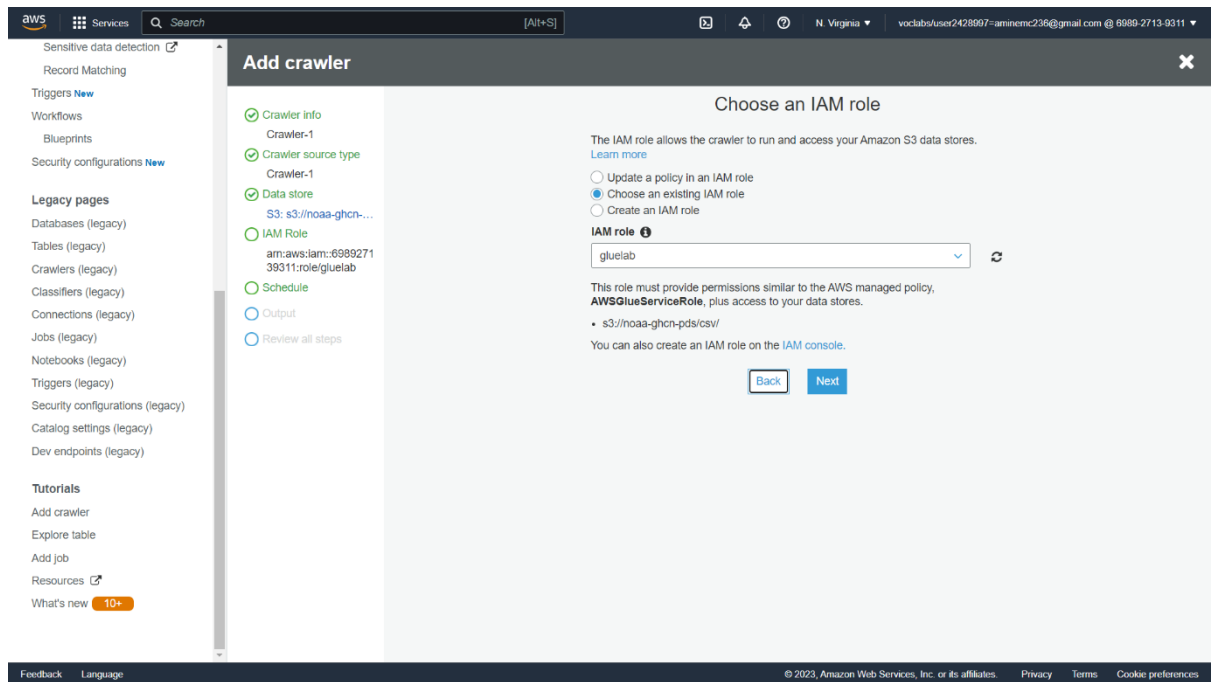 aws Services Search [Alt+S] N. Virginia voclabs/user2428997=aminemc236@gmail.com @ 6989-2713-9311
Sensitive data detection
Record Matching
Triggers New
Workflows
Blueprints
Security configurations New
Legacy pages
Databases (legacy)
Tables (legacy)
Crawlers (legacy)
Classifiers (legacy)
Connections (legacy)
Jobs (legacy)
Notebooks (legacy)
Triggers (legacy)
Security configurations (legacy)
Catalog settings (legacy)
Dev endpoints (legacy)
Tutorials
Add crawler
Explore table
Add job
Resources
What's new 10+
Add crawler
Crawler info
Crawler-1
Crawler source type
Crawler-1
Data store
S3: s3://noaa-ghcn-...
IAM Role
arn:aws:iam::6989271
39311:role/gluelab
Schedule
Output
Review all steps
Choose an IAM role
The IAM role allows the crawler to run and access your Amazon S3 data stores.
Learn more
Update a policy in an IAM role
Choose an existing IAM role
Create an IAM role
IAM role
gluelab
This role must provide permissions similar to the AWS managed policy,
AWSGlueServiceRole, plus access to your data stores.
• s3://noaa-ghcn-pds/csv/
You can also create an IAM role on the IAM console.
Back Next
Feedback Language © 2023, Amazon Web Services, Inc. or its affiliates. Privacy Terms Cookie preferences